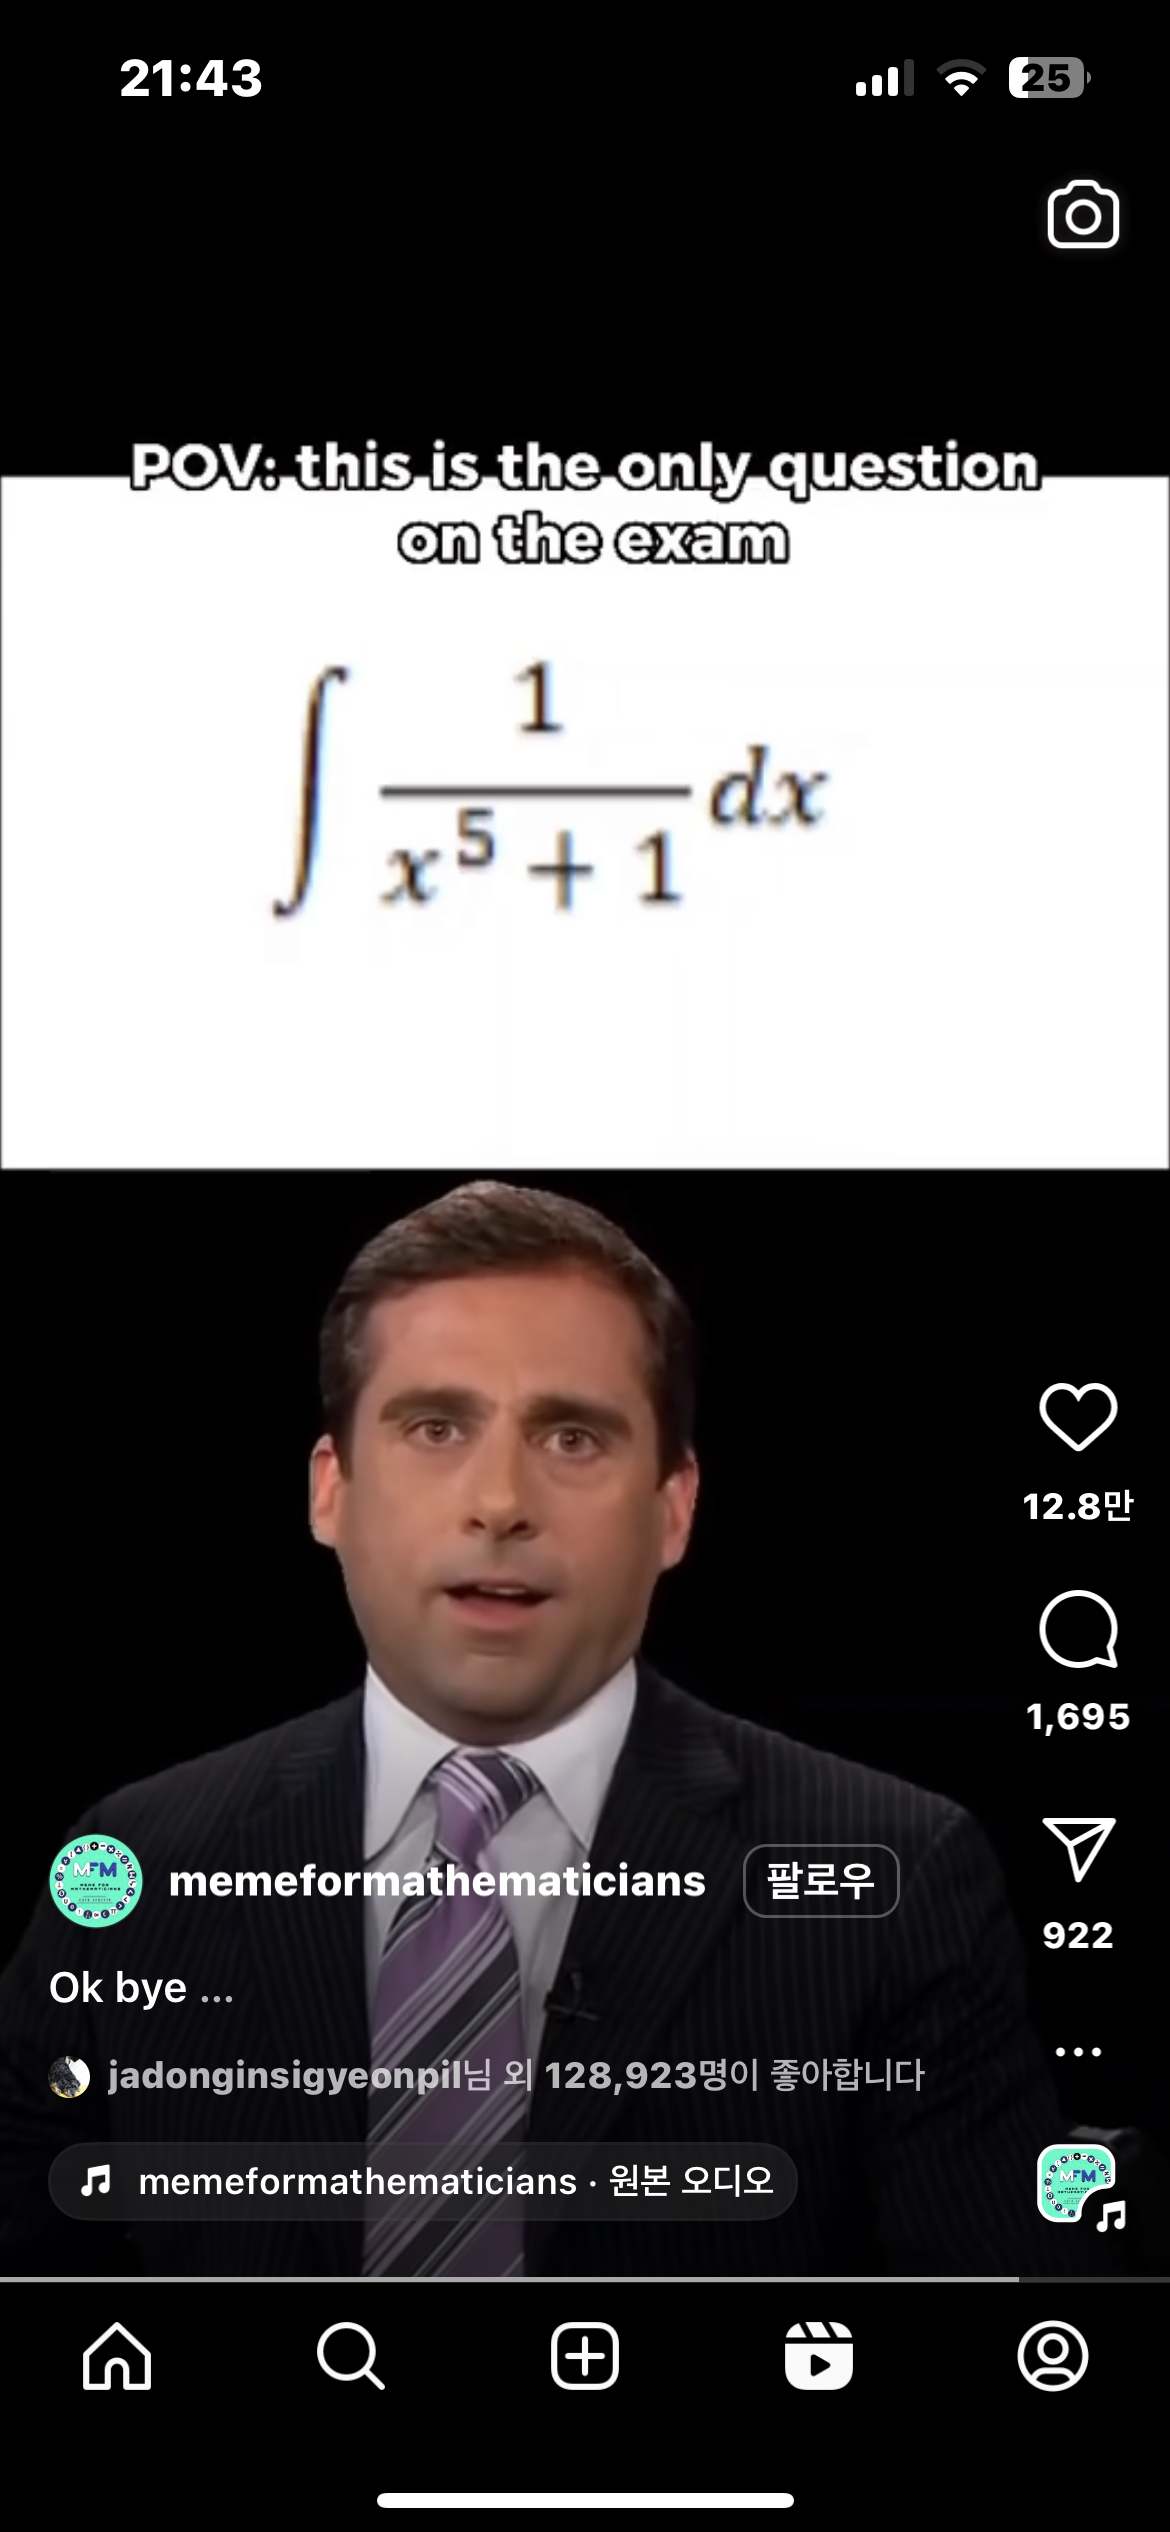 21:43
25
POV: this is the only question
on the exam
∫ 1/(x⁵ + 1) dx
12.8만
1,695
922
MFM
memeformathematicians
팔로우
Ok bye ...
jadonginsigyeonpil님 외 128,923명이 좋아합니다
memeformathematicians · 원본 오디오
MFM